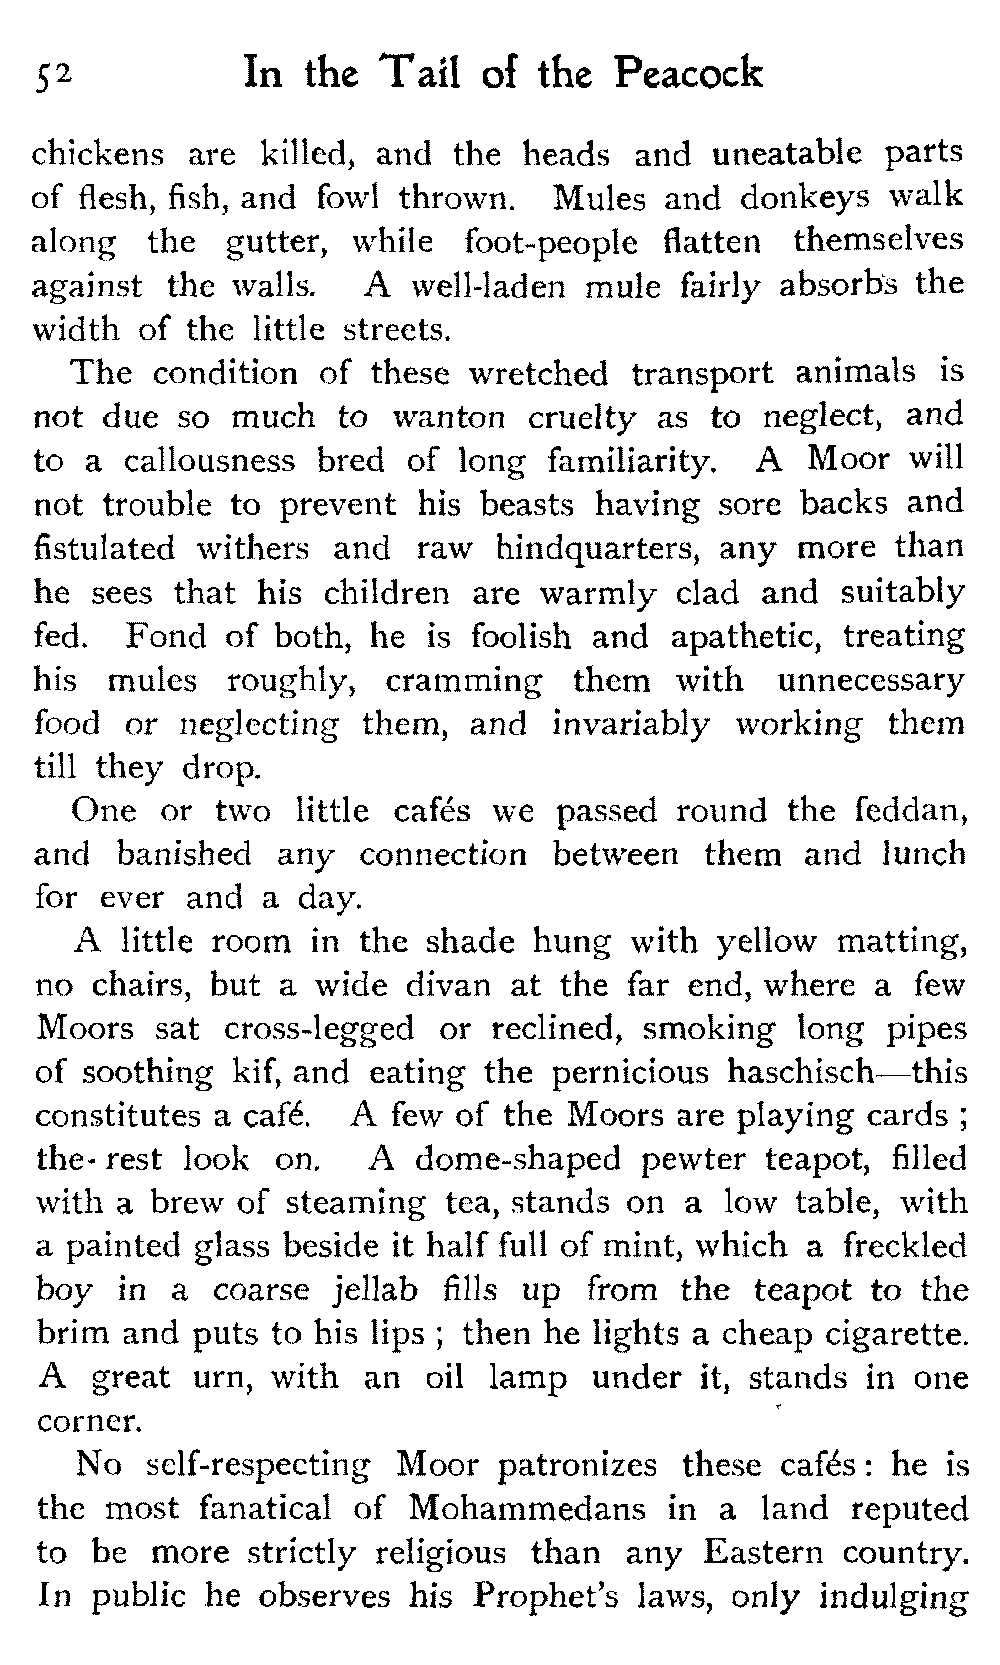 52 In the Tail of the Peacock
chickens are killed, and the heads and uneatable parts
of flesh, fish, and fowl thrown. Mules and donkeys walk
along the gutter, while foot-people flatten themselves
against the walls. A well-laden mule fairly absorbs the
width of the little streets.
The condition of these wretched transport animals is
not due so much to wanton cruelty as to neglect, and
to a callousness bred of long familiarity. A Moor will
not trouble to prevent his beasts having sore backs and
fistulated withers and raw hindquarters, any more than
he sees that his children are warmly clad and suitably
fed. Fond of both, he is foolish and apathetic, treating
his mules roughly, cramming them with unnecessary
food or neglecting them, and invariably working them
till they drop.
One or two little cafés we passed round the feddan,
and banished any connection between them and lunch
for ever and a day.
A little room in the shade hung with yellow matting,
no chairs, but a wide divan at the far end, where a few
Moors sat cross-legged or reclined, smoking long pipes
of soothing kif, and eating the pernicious haschisch—this
constitutes a café. A few of the Moors are playing cards ;
the rest look on. A dome-shaped pewter teapot, filled
with a brew of steaming tea, stands on a low table, with
a painted glass beside it half full of mint, which a freckled
boy in a coarse jellab fills up from the teapot to the
brim and puts to his lips ; then he lights a cheap cigarette.
A great urn, with an oil lamp under it, stands in one
corner.
No self-respecting Moor patronizes these cafés : he is
the most fanatical of Mohammedans in a land reputed
to be more strictly religious than any Eastern country.
In public he observes his Prophet's laws, only indulging